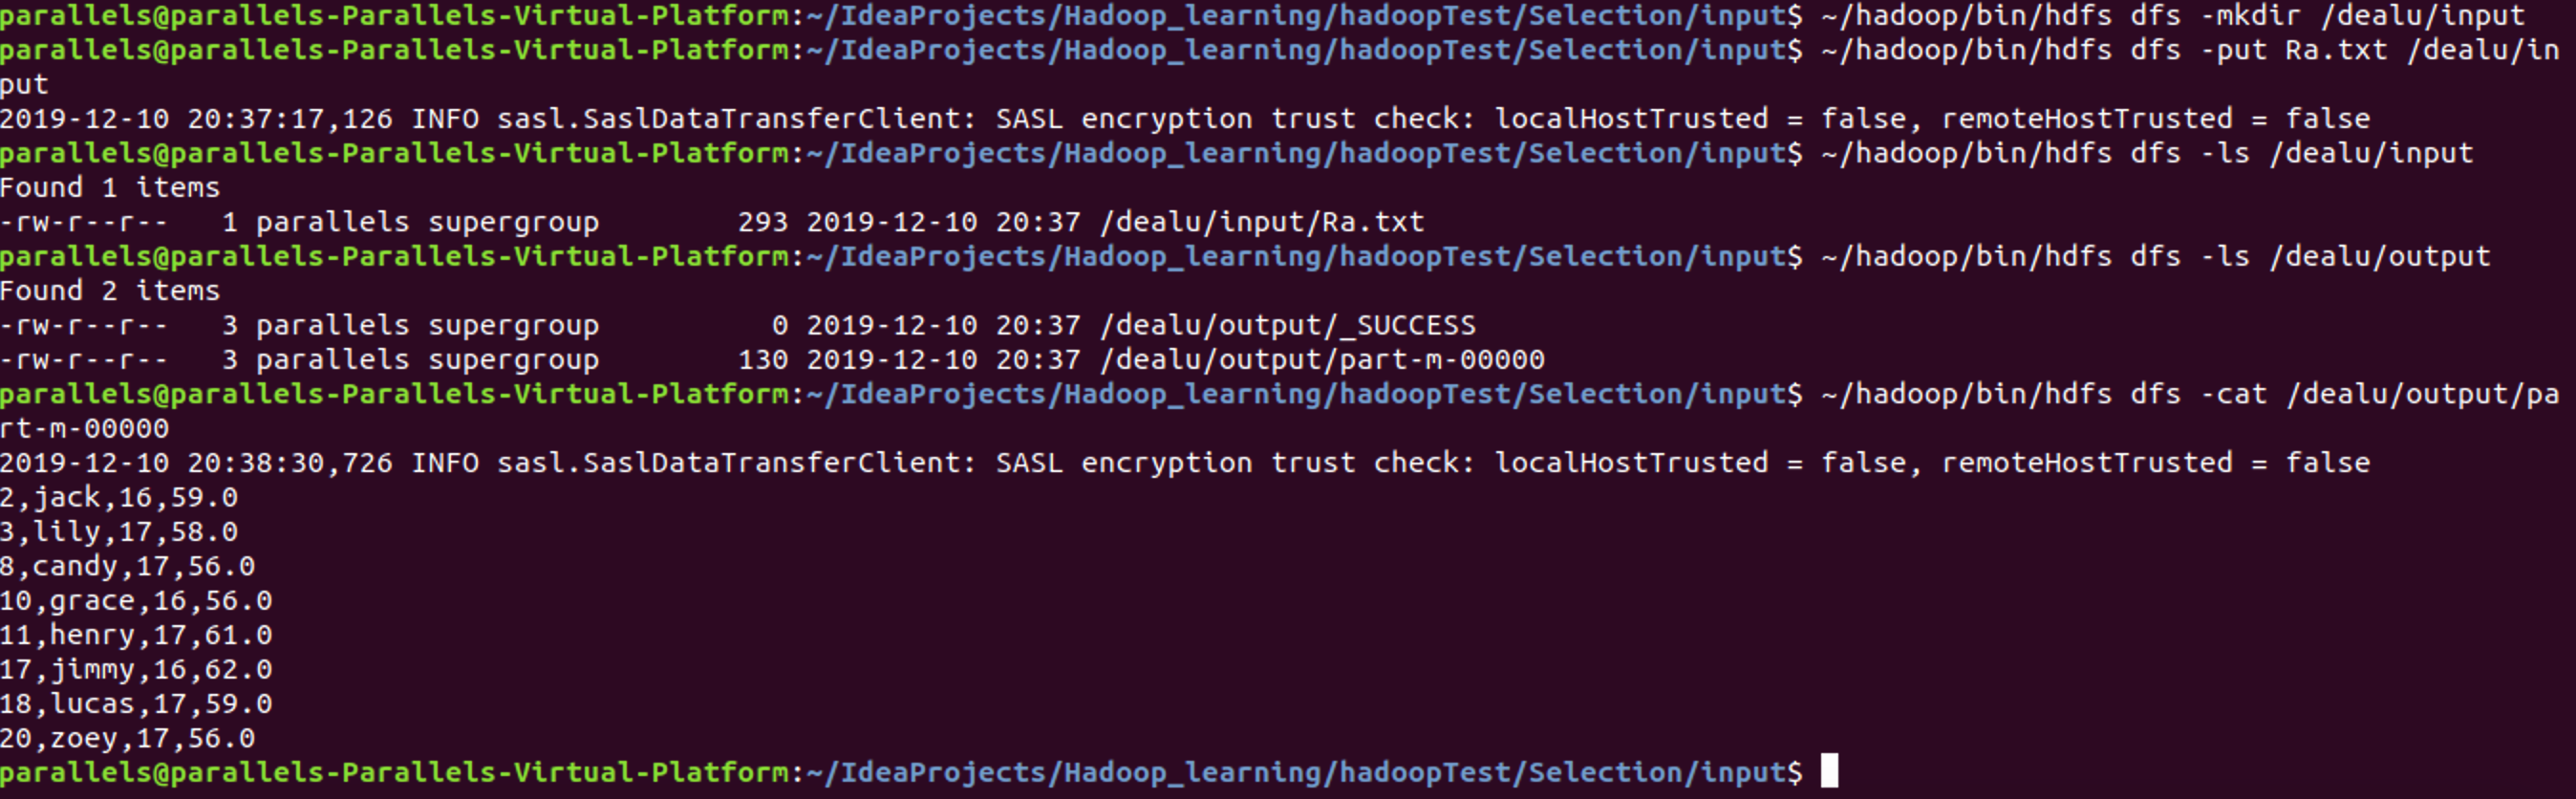 parallels@parallels-Parallels-Virtual-Platform:~/IdeaProjects/Hadoop_learning/hadoopTest/Selection/input$ ~/hadoop/bin/hdfs dfs -mkdir /dealu/input
parallels@parallels-Parallels-Virtual-Platform:~/IdeaProjects/Hadoop_learning/hadoopTest/Selection/input$ ~/hadoop/bin/hdfs dfs -put Ra.txt /dealu/in
put
2019-12-10 20:37:17,126 INFO sasl.SaslDataTransferClient: SASL encryption trust check: localHostTrusted = false, remoteHostTrusted = false
parallels@parallels-Parallels-Virtual-Platform:~/IdeaProjects/Hadoop_learning/hadoopTest/Selection/input$ ~/hadoop/bin/hdfs dfs -ls /dealu/input
Found 1 items
-rw-r--r--   1 parallels supergroup        293 2019-12-10 20:37 /dealu/input/Ra.txt
parallels@parallels-Parallels-Virtual-Platform:~/IdeaProjects/Hadoop_learning/hadoopTest/Selection/input$ ~/hadoop/bin/hdfs dfs -ls /dealu/output
Found 2 items
-rw-r--r--   3 parallels supergroup          0 2019-12-10 20:37 /dealu/output/_SUCCESS
-rw-r--r--   3 parallels supergroup        130 2019-12-10 20:37 /dealu/output/part-m-00000
parallels@parallels-Parallels-Virtual-Platform:~/IdeaProjects/Hadoop_learning/hadoopTest/Selection/input$ ~/hadoop/bin/hdfs dfs -cat /dealu/output/pa
rt-m-00000
2019-12-10 20:38:30,726 INFO sasl.SaslDataTransferClient: SASL encryption trust check: localHostTrusted = false, remoteHostTrusted = false
2,jack,16,59.0
3,lily,17,58.0
8,candy,17,56.0
10,grace,16,56.0
11,henry,17,61.0
17,jimmy,16,62.0
18,lucas,17,59.0
20,zoey,17,56.0
parallels@parallels-Parallels-Virtual-Platform:~/IdeaProjects/Hadoop_learning/hadoopTest/Selection/input$